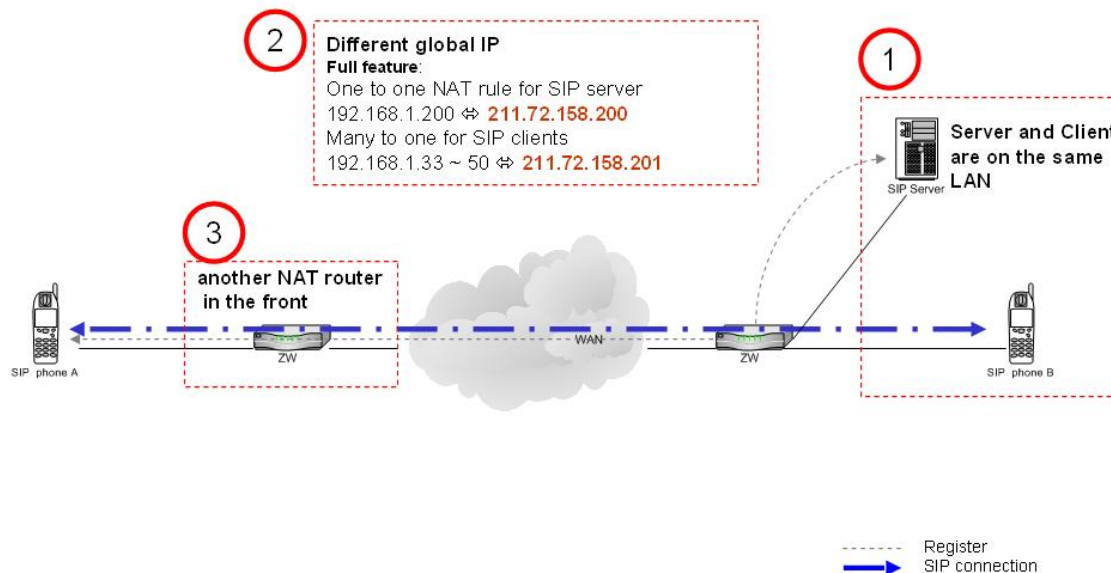 2
Different global IP
Full feature:
One to one NAT rule for SIP server
192.168.1.200 ⇔ 211.72.158.200
Many to one for SIP clients
192.168.1.33 ~ 50 ⇔ 211.72.158.201
1
Server and Client
are on the same
LAN
SIP Server
3
another NAT router
in the front
SIP phone A
ZW
WAN
ZW
SIP phone B
Register
SIP connection